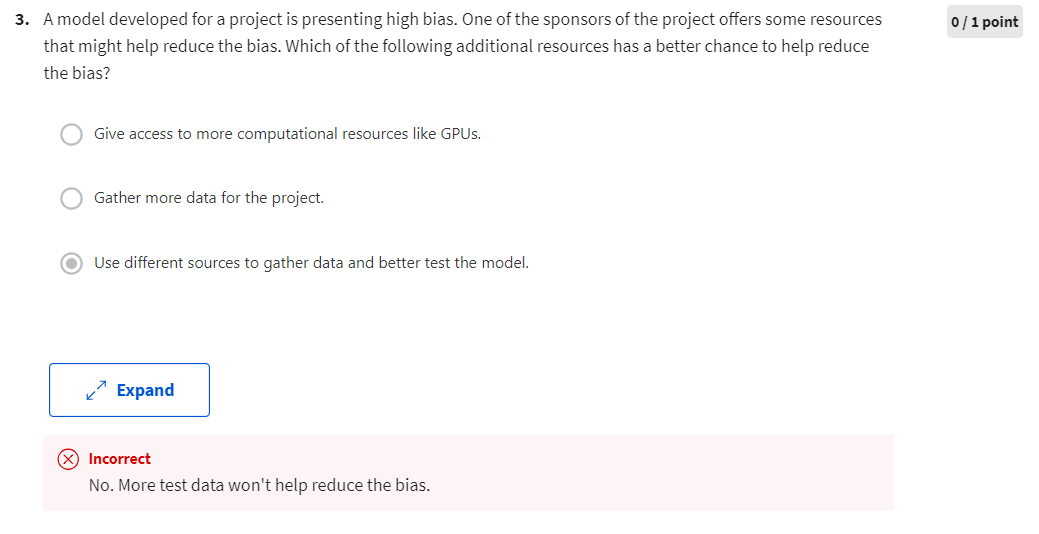 3. A model developed for a project is presenting high bias. One of the sponsors of the project offers some resources
0 / 1 point
that might help reduce the bias. Which of the following additional resources has a better chance to help reduce
the bias?
Give access to more computational resources like GPUs.
Gather more data for the project.
Use different sources to gather data and better test the model.
Expand
Incorrect
No. More test data won't help reduce the bias.